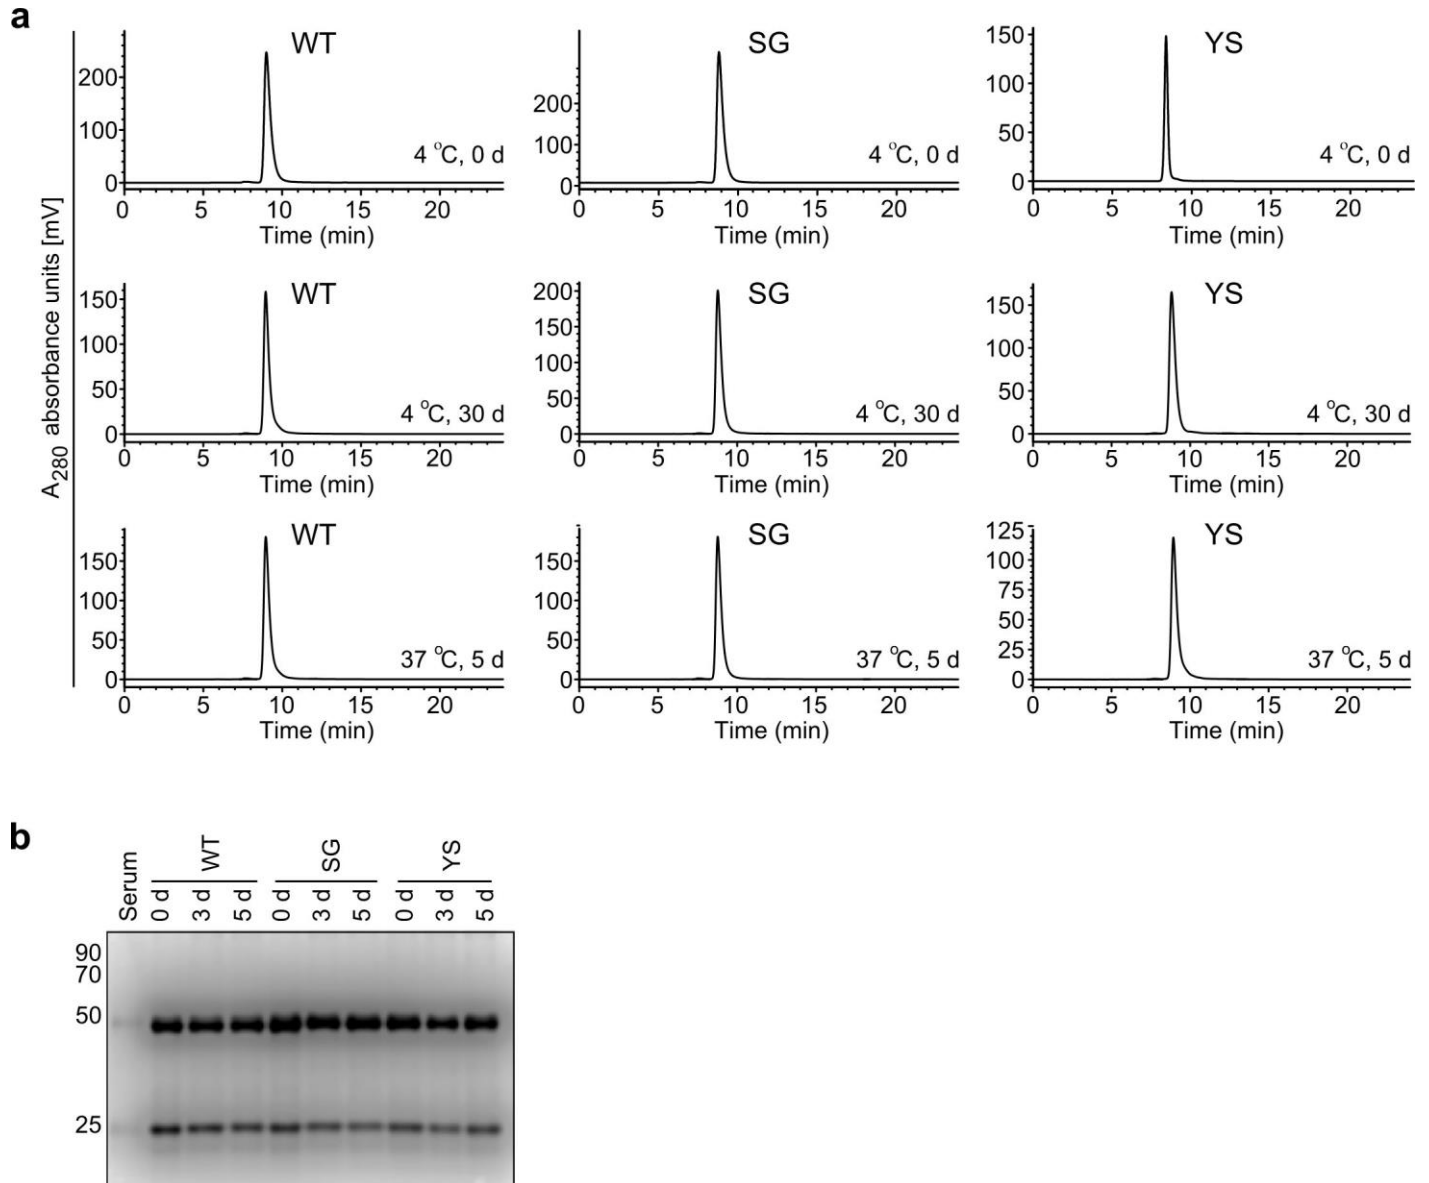 a
A280 absorbance units [mV]
WT
200
100
0
4 °C, 0 d
0 5 10 15 20
Time (min)
SG
200
100
0
4 °C, 0 d
0 5 10 15 20
Time (min)
YS
150
100
50
0
4 °C, 0 d
0 5 10 15 20
Time (min)
WT
150
100
50
0
4 °C, 30 d
0 5 10 15 20
Time (min)
SG
200
150
100
50
0
4 °C, 30 d
0 5 10 15 20
Time (min)
YS
150
100
50
0
4 °C, 30 d
0 5 10 15 20
Time (min)
WT
150
100
50
0
37 °C, 5 d
0 5 10 15 20
Time (min)
SG
150
100
50
0
37 °C, 5 d
0 5 10 15 20
Time (min)
YS
125
100
75
50
25
0
37 °C, 5 d
0 5 10 15 20
Time (min)
b
WT SG YS
Serum 0 d 3 d 5 d 0 d 3 d 5 d 0 d 3 d 5 d
90
70
50
25